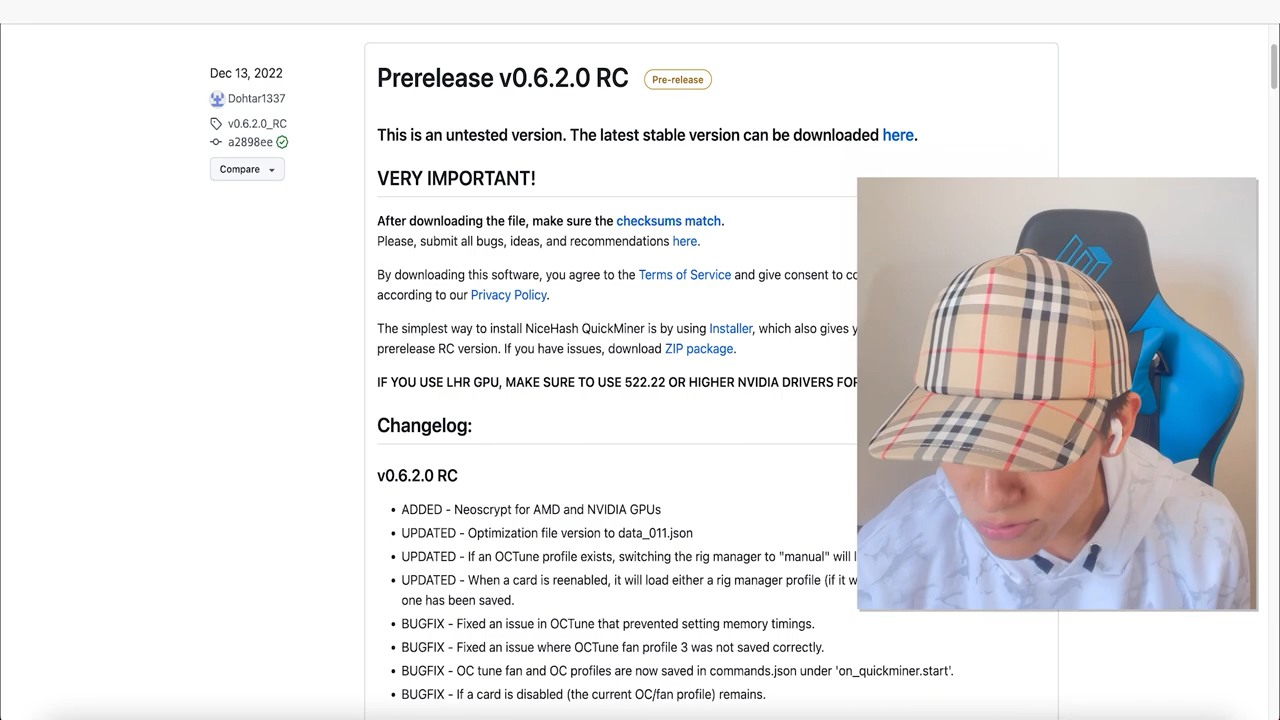 Dec 13, 2022
Dohtar1337
v0.6.2.0_RC
a2898ee
Compare
Prerelease v0.6.2.0 RC Pre-release
This is an untested version. The latest stable version can be downloaded here.
VERY IMPORTANT!
After downloading the file, make sure the checksums match.
Please, submit all bugs, ideas, and recommendations here.
By downloading this software, you agree to the Terms of Service and give consent to
according to our Privacy Policy.
The simplest way to install NiceHash QuickMiner is by using Installer, which also gives
prerelease RC version. If you have issues, download ZIP package.
IF YOU USE LHR GPU, MAKE SURE TO USE 522.22 OR HIGHER NVIDIA DRIVERS FOR
Changelog:
v0.6.2.0 RC
• ADDED - Neoscrypt for AMD and NVIDIA GPUs
• UPDATED - Optimization file version to data_011.json
• UPDATED - If an OCTune profile exists, switching the rig manager to "manual" will
• UPDATED - When a card is reenabled, it will load either a rig manager profile (if it
one has been saved.
• BUGFIX - Fixed an issue in OCTune that prevented setting memory timings.
• BUGFIX - Fixed an issue where OCTune fan profile 3 was not saved correctly.
• BUGFIX - OC tune fan and OC profiles are now saved in commands.json under 'on_quickminer.start'.
• BUGFIX - If a card is disabled (the current OC/fan profile) remains.